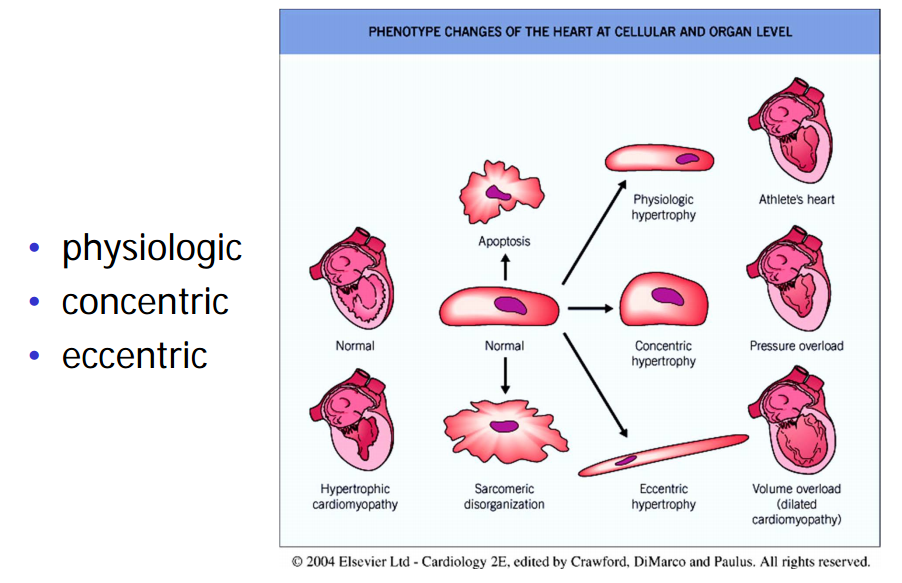 PHENOTYPE CHANGES OF THE HEART AT CELLULAR AND ORGAN LEVEL
• physiologic
• concentric
• eccentric
Physiologic
hypertrophy
Athlete's heart
Apoptosis
Normal
Normal
Concentric
hypertrophy
Pressure overload
Hypertrophic
cardiomyopathy
Sarcomeric
disorganization
Eccentric
hypertrophy
Volume overload
(dilated
cardiomyopathy)
© 2004 Elsevier Ltd - Cardiology 2E, edited by Crawford, DiMarco and Paulus. All rights reserved.